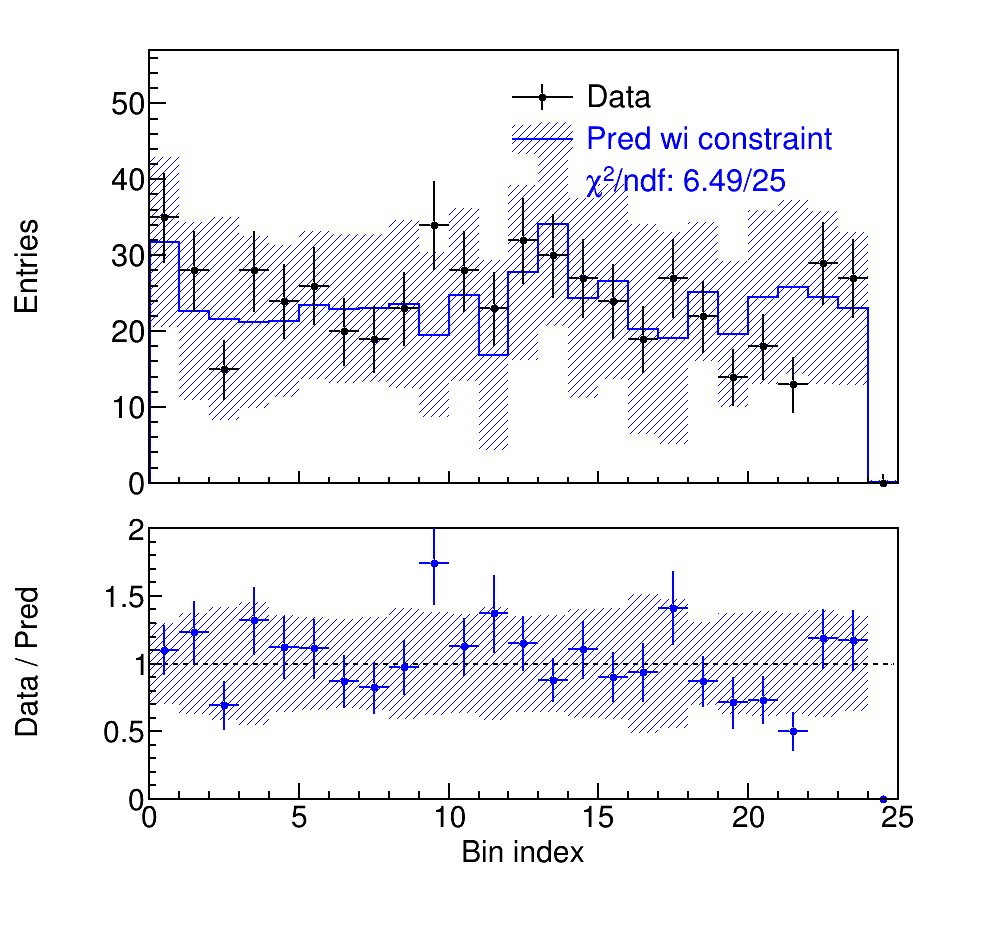 Entries
50
40
30
20
10
0
Data
Pred wi constraint
χ²/ndf: 6.49/25
Data / Pred
2
1.5
1
0.5
0
0 5 10 15 20 25
Bin index